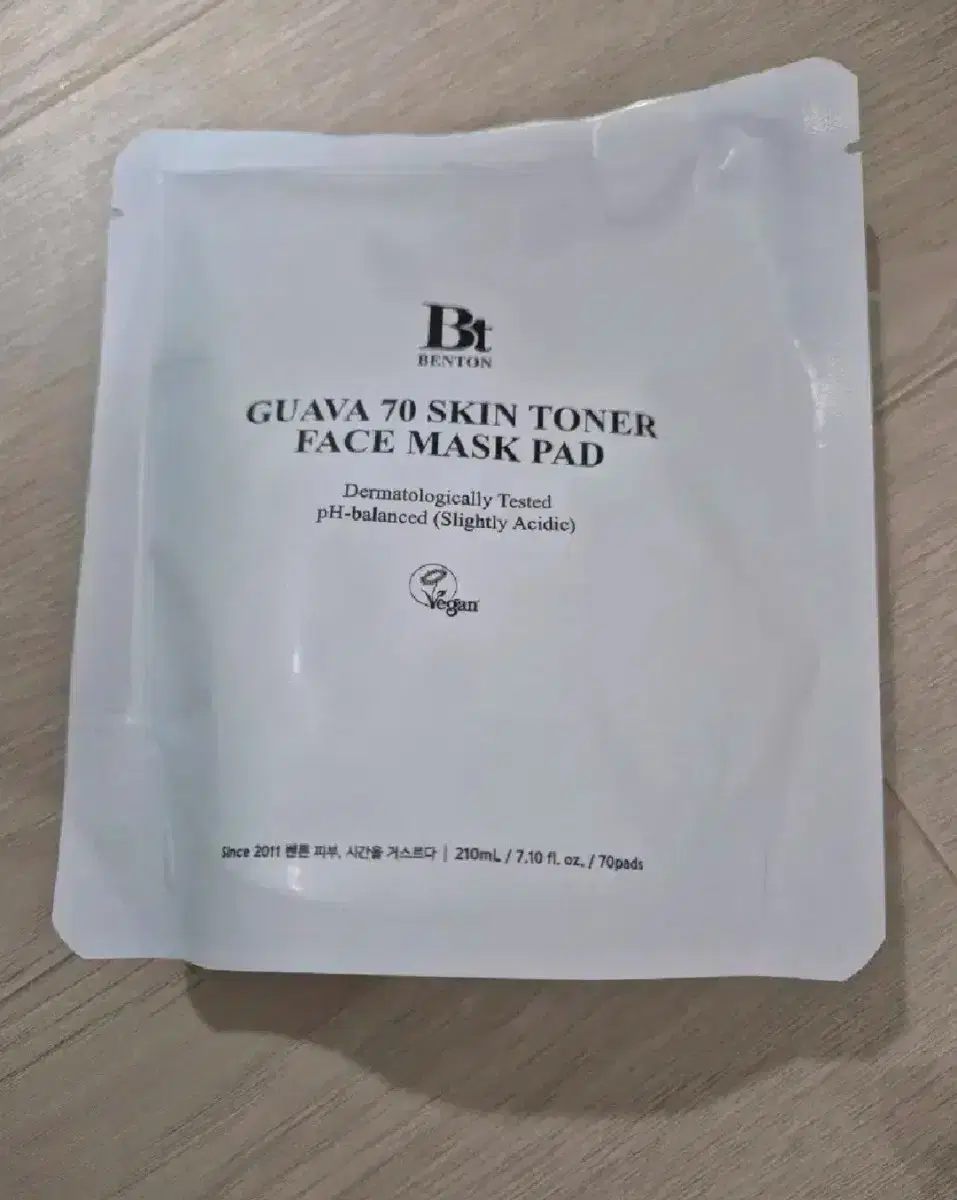 Bt
BENTON
GUAVA 70 SKIN TONER
FACE MASK PAD
Dermatologically Tested
pH-balanced (Slightly Acidic)
Vegan
Since 2011 벤튼 피부, 시간을 거스르다 | 210mL / 7.10 fl. oz. / 70pads